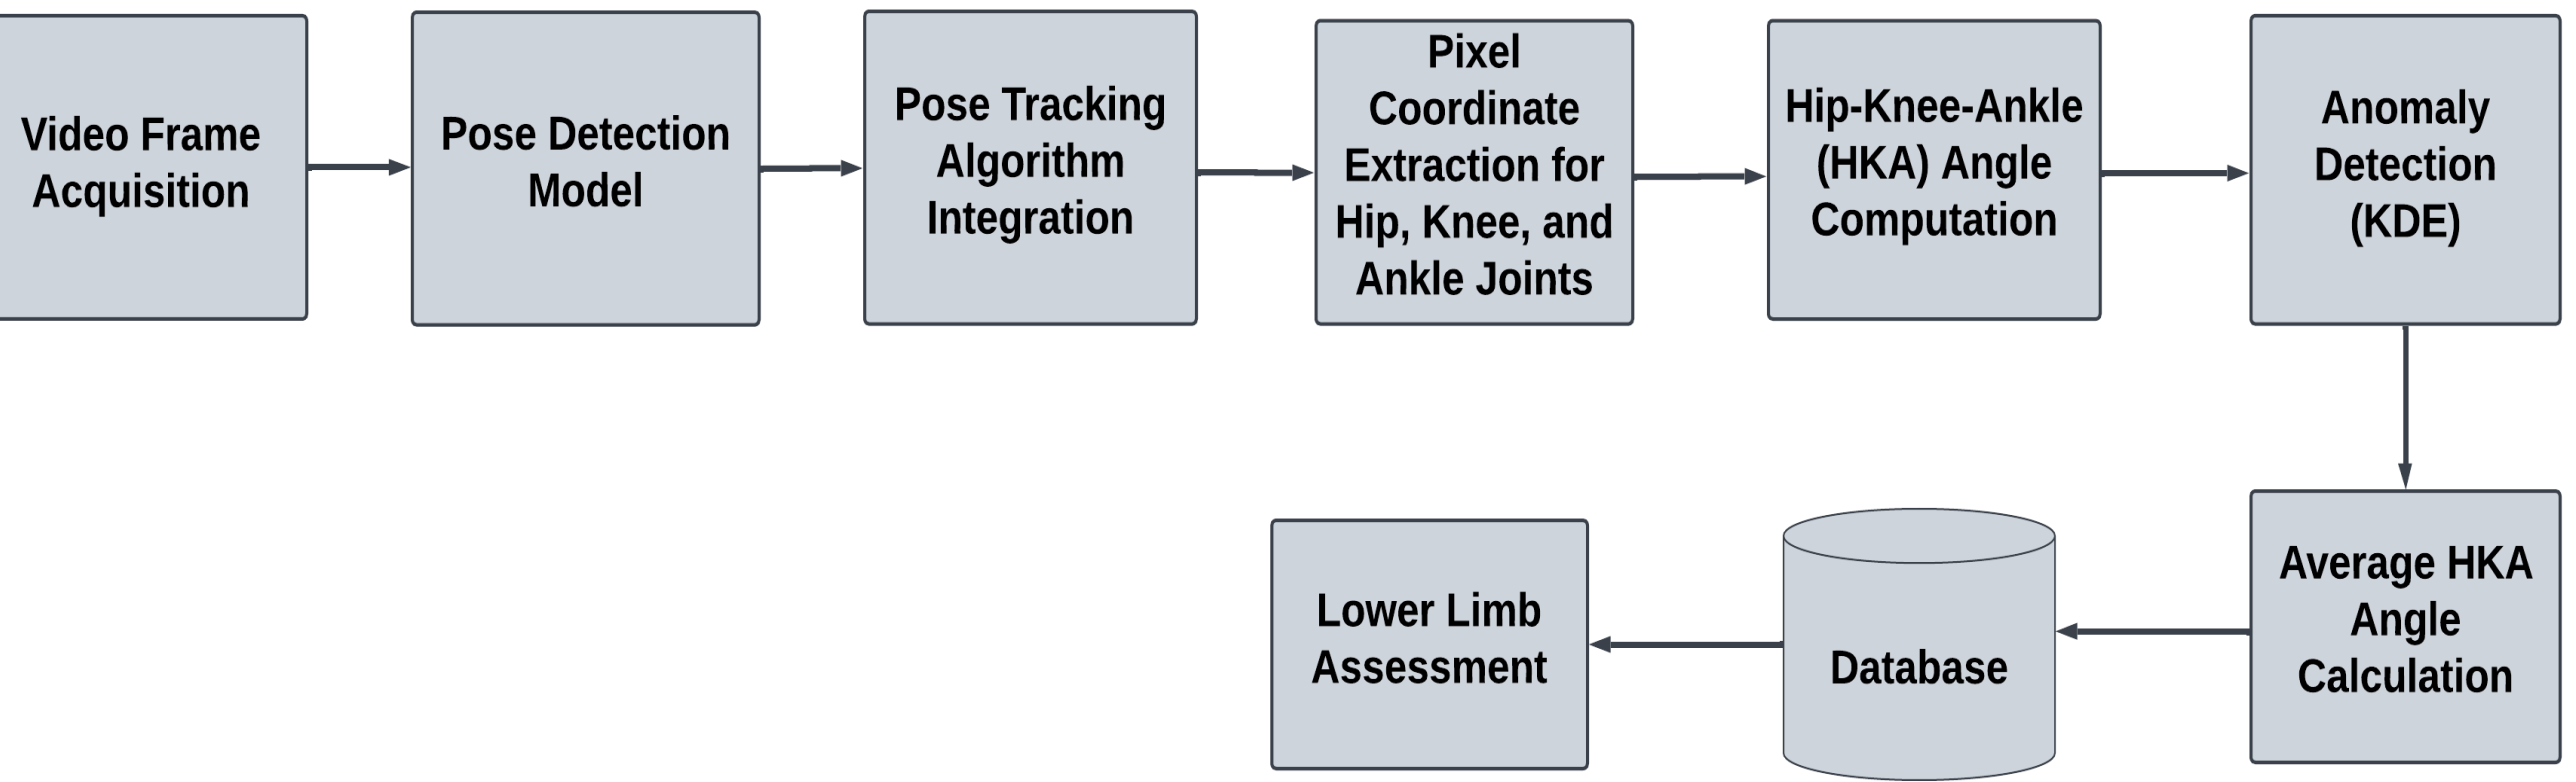 Video Frame
Acquisition
Pose Detection
Model
Pose Tracking
Algorithm
Integration
Pixel
Coordinate
Extraction for
Hip, Knee, and
Ankle Joints
Hip-Knee-Ankle
(HKA) Angle
Computation
Anomaly
Detection
(KDE)
Average HKA
Angle
Calculation
Database
Lower Limb
Assessment